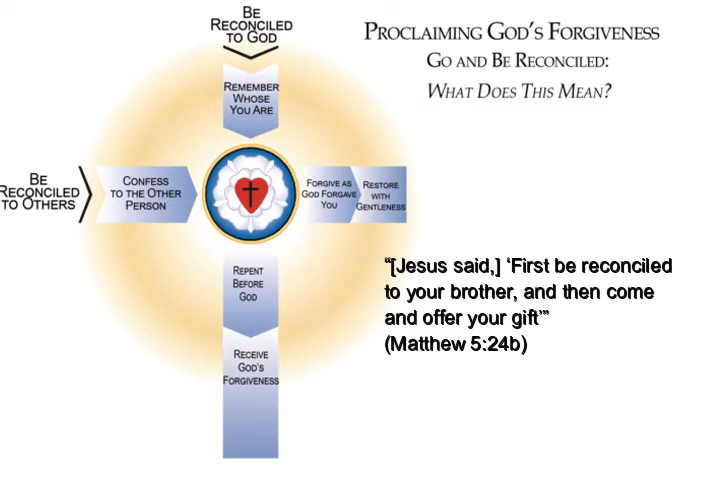 BE
RECONCILED
TO GOD
PROCLAIMING GOD'S FORGIVENESS
GO AND BE RECONCILED:
WHAT DOES THIS MEAN?
REMEMBER
WHOSE
YOU ARE
BE
RECONCILED
TO OTHERS
CONFESS
TO THE OTHER
PERSON
FORGIVE AS
GOD FORGAVE
YOU
RESTORE
WITH
GENTLENESS
REPENT
BEFORE
GOD
RECEIVE
GOD'S
FORGIVENESS
“[Jesus said,] ‘First be reconciled
to your brother, and then come
and offer your gift’”
(Matthew 5:24b)